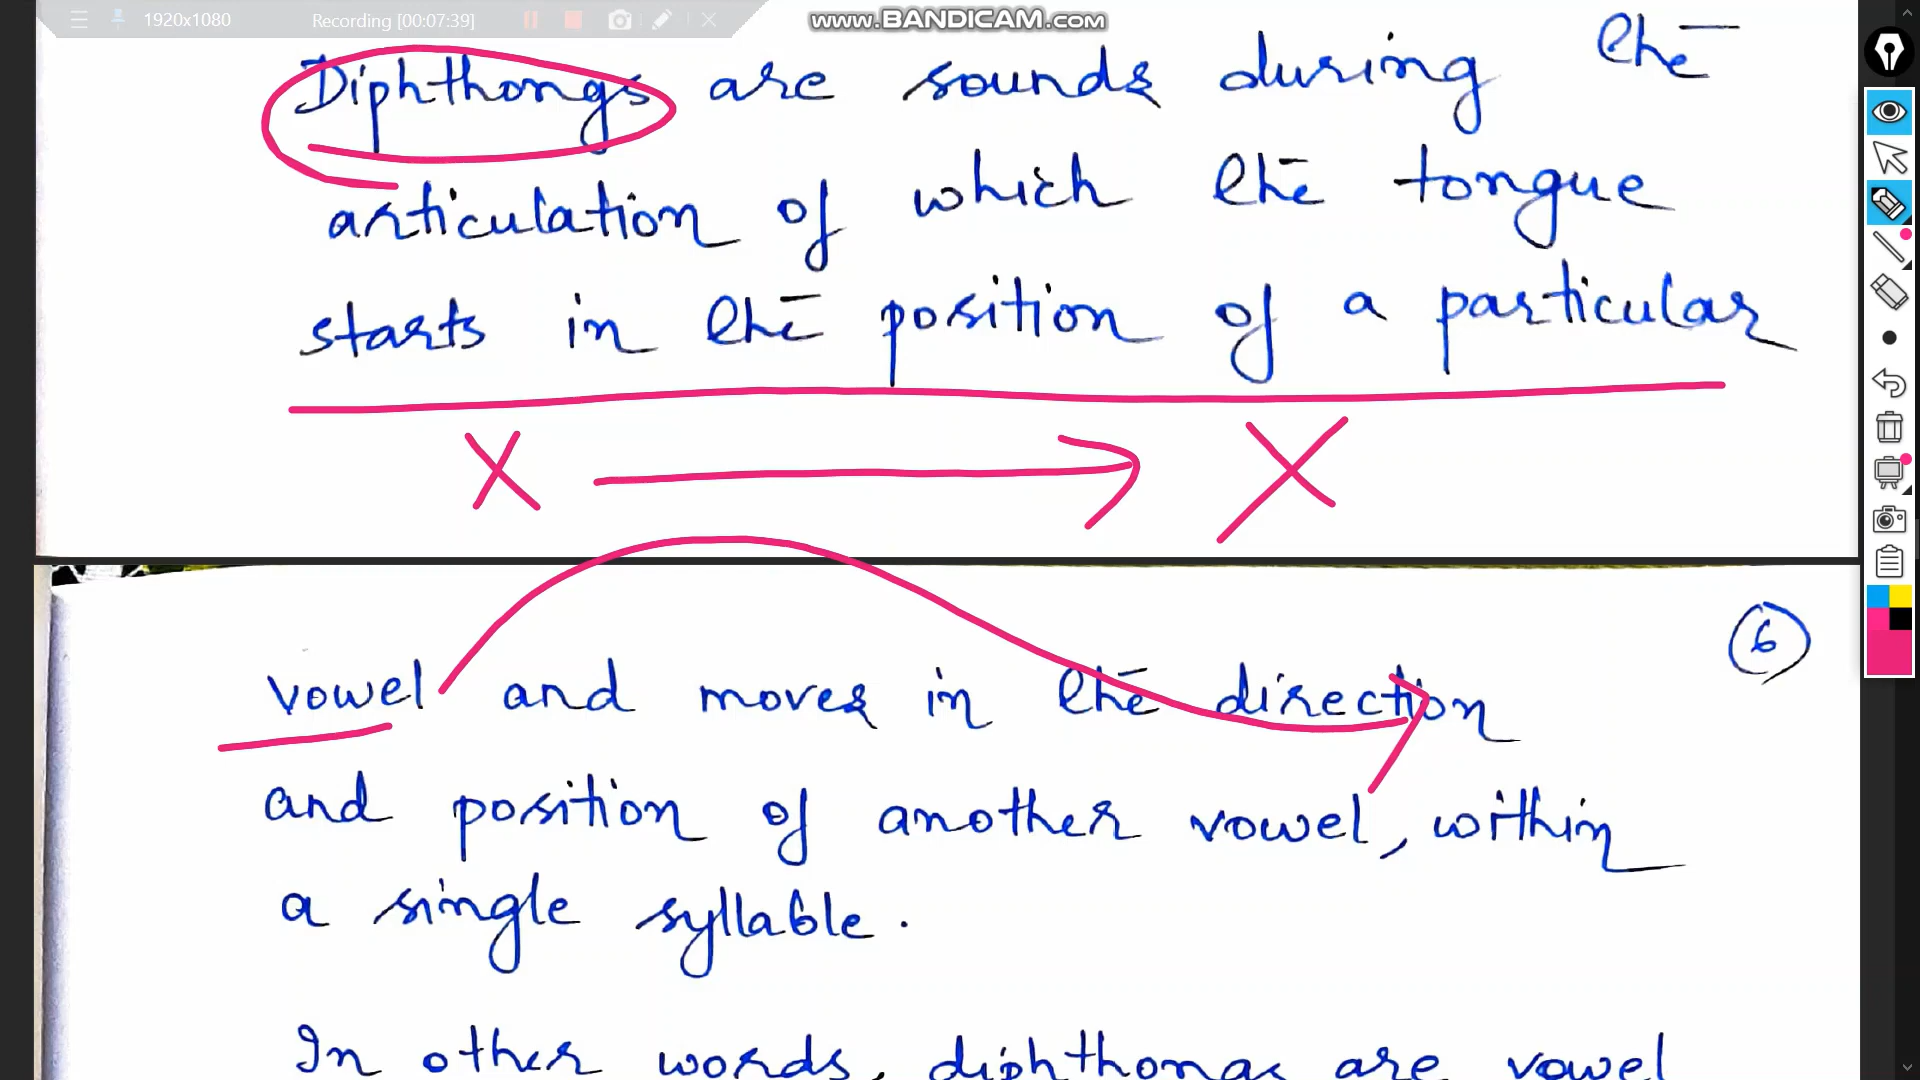 1920x1080 Recording [00:07:39] www.BANDICAM.com
Diphthongs are sounds during the
articulation of which the tongue
starts in the position of a particular
X → X
6
vowel and moves in the direction
and position of another vowel, within
a single syllable.
In other words, diphthongs are vowel